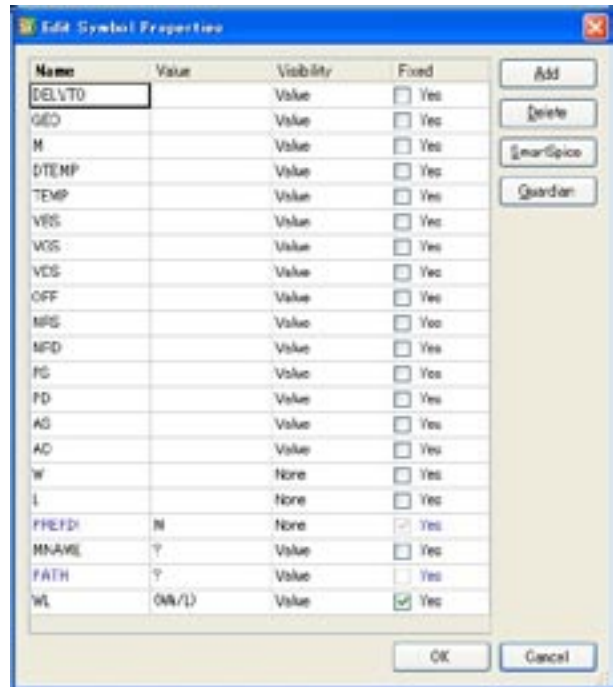 Edit Symbol Properties
Name Value Visibility Fixed
DELVTO Value Yes
GEO Value Yes
M Value Yes
DTEMP Value Yes
TEMP Value Yes
VBS Value Yes
VGS Value Yes
VDS Value Yes
OFF Value Yes
NRS Value Yes
NRD Value Yes
PS Value Yes
PD Value Yes
AS Value Yes
AD Value Yes
W None Yes
L None Yes
PREFIX M None Yes
MNAME ? Value Yes
PATH ? Value Yes
WL Value Yes
Add
Delete
SmartSpice
Guardian
OK Cancel